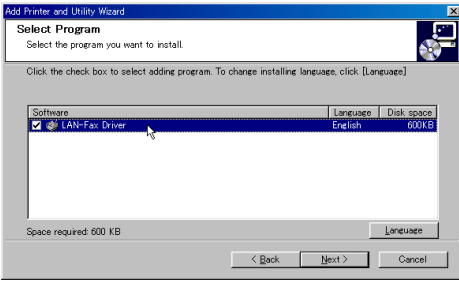 Add Printer and Utility Wizard
Select Program
Select the program you want to install.
Click the check box to select adding program. To change installing language, click [Language]
Software Language Disk space
LAN-Fax Driver English 600KB
Space required: 600 KB
Language
< Back Next > Cancel